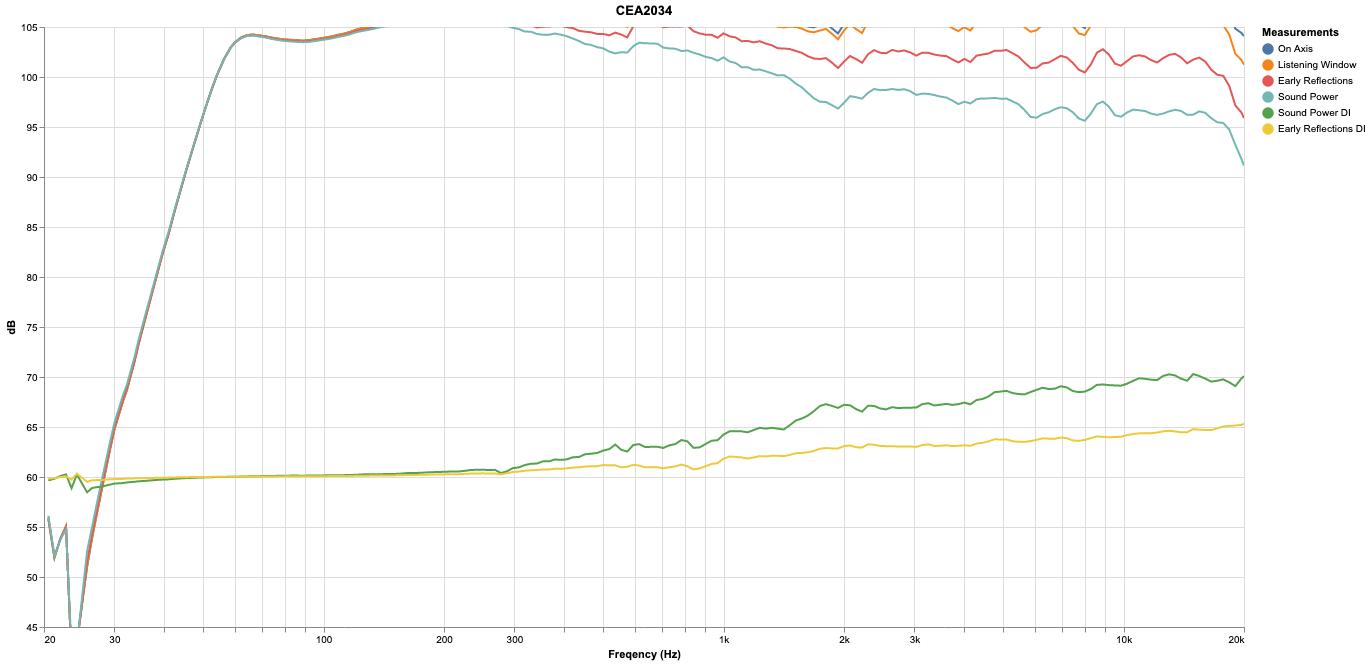 CEA2034
105
100
95
90
85
80
75
70
65
60
55
50
45
dB
20
30
100
200
300
1k
2k
3k
10k
20k
Freqency (Hz)
Measurements
On Axis
Listening Window
Early Reflections
Sound Power
Sound Power DI
Early Reflections DI